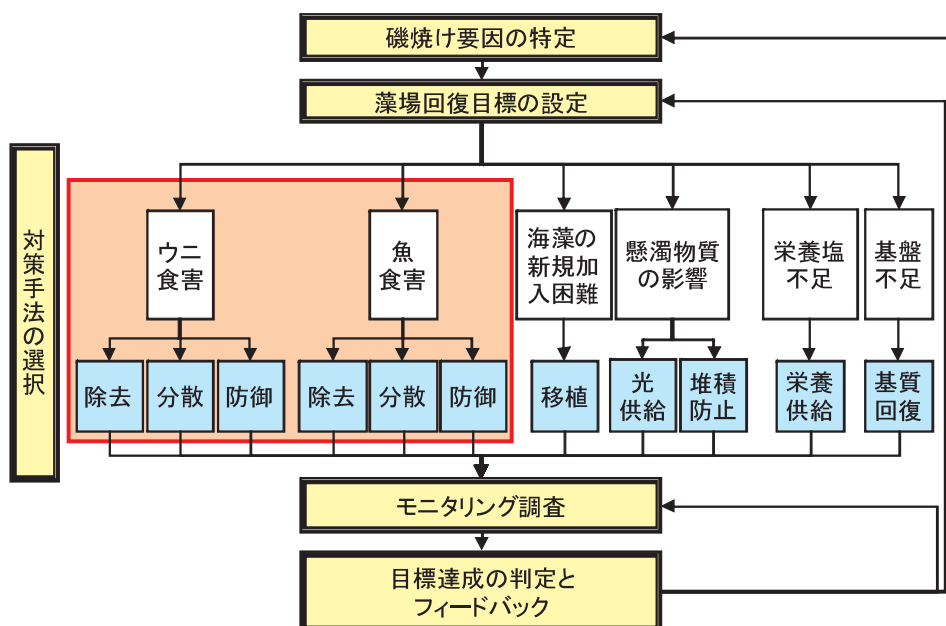 磯焼け要因の特定
藻場回復目標の設定
対策手法の選択
ウニ
食害
魚
食害
海藻の
新規加
入困難
懸濁物質
の影響
栄養塩
不足
基盤
不足
除去
分散
防御
除去
分散
防御
移植
光
供給
堆積
防止
栄養
供給
基質
回復
モニタリング調査
目標達成の判定と
フィードバック